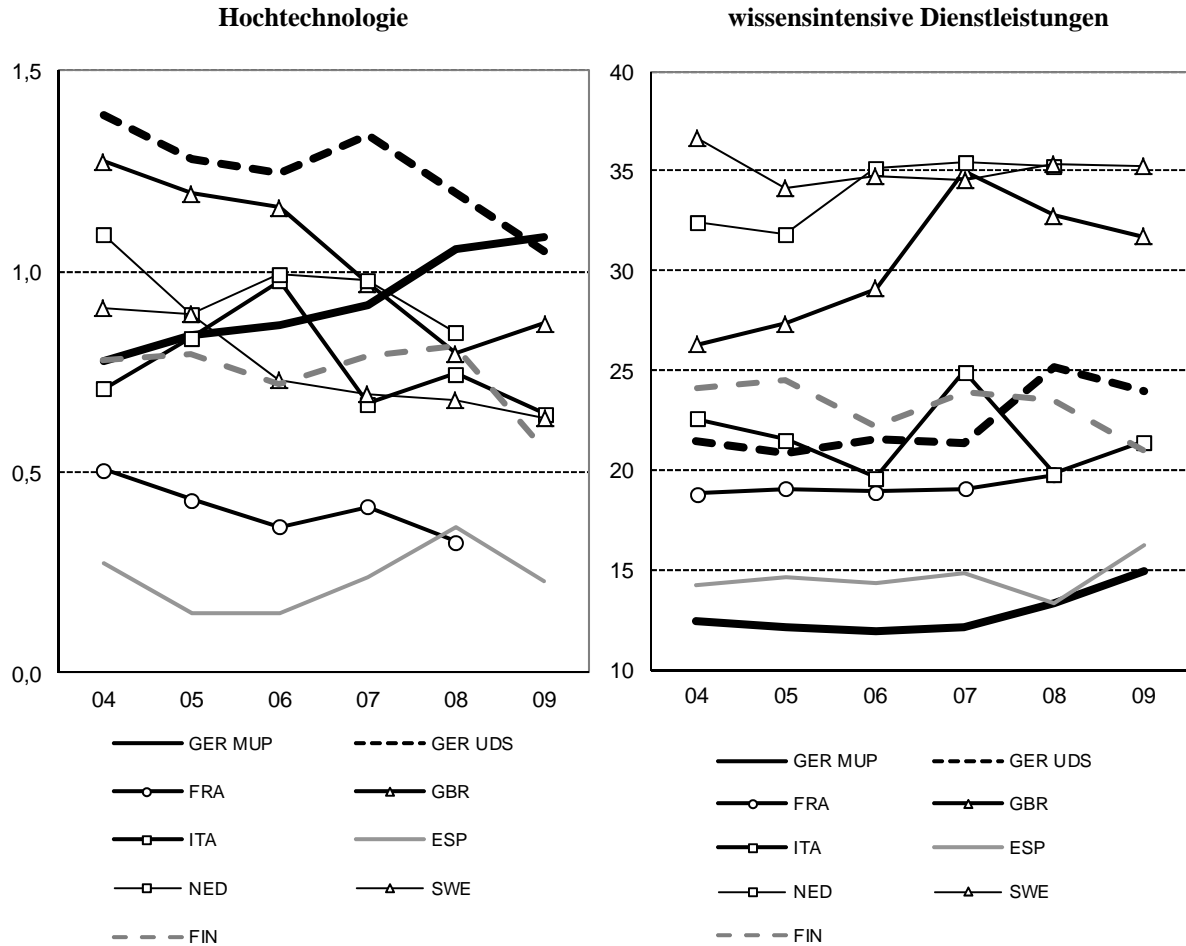 Hochtechnologie
1,5
1,0
0,5
0,0
04 05 06 07 08 09
GER MUP GER UDS
FRA GBR
ITA ESP
NED SWE
FIN
wissensintensive Dienstleistungen
40
35
30
25
20
15
10
04 05 06 07 08 09
GER MUP GER UDS
FRA GBR
ITA ESP
NED SWE
FIN